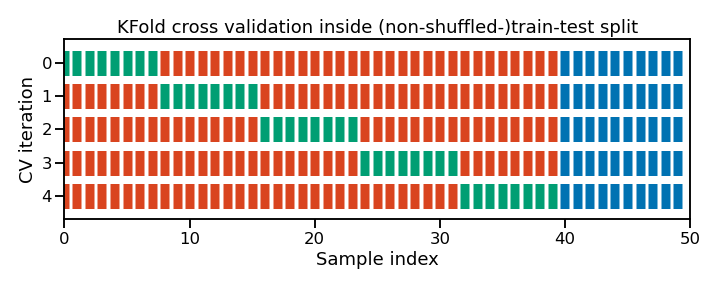 KFold cross validation inside (non-shuffled-)train-test split
CV iteration
0
1
2
3
4
0 10 20 30 40 50
Sample index